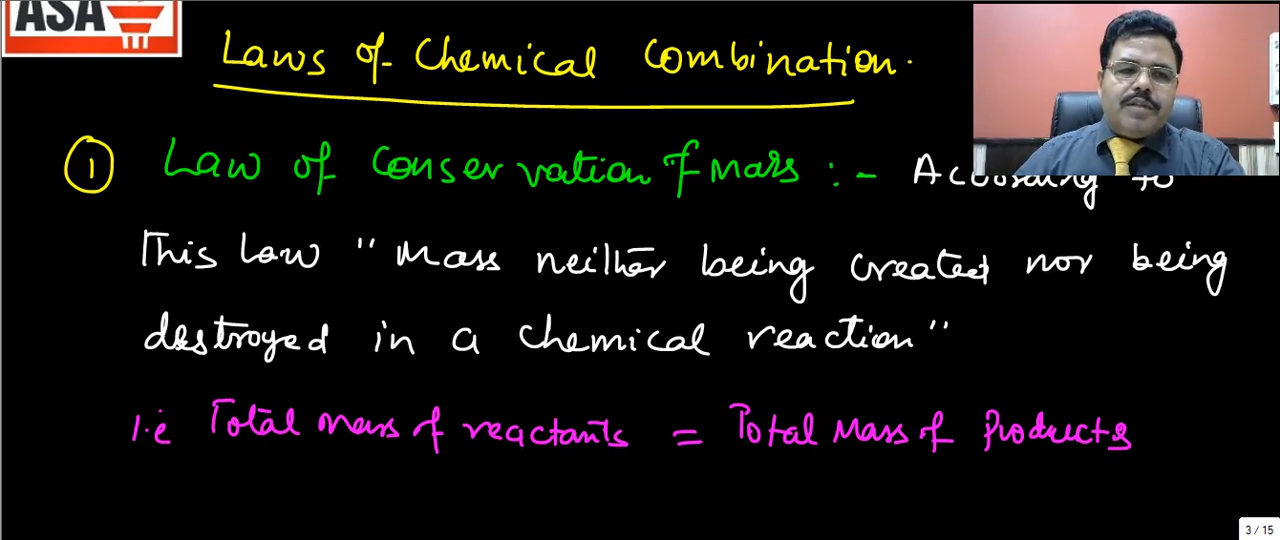 ASA
Laws of Chemical Combination.
1 Law of Conservation of Mass :- According to
This Law " Mass neither being created nor being
destroyed in a chemical reaction "
i.e Total Mass of reactants = Total Mass of Products
3 / 15